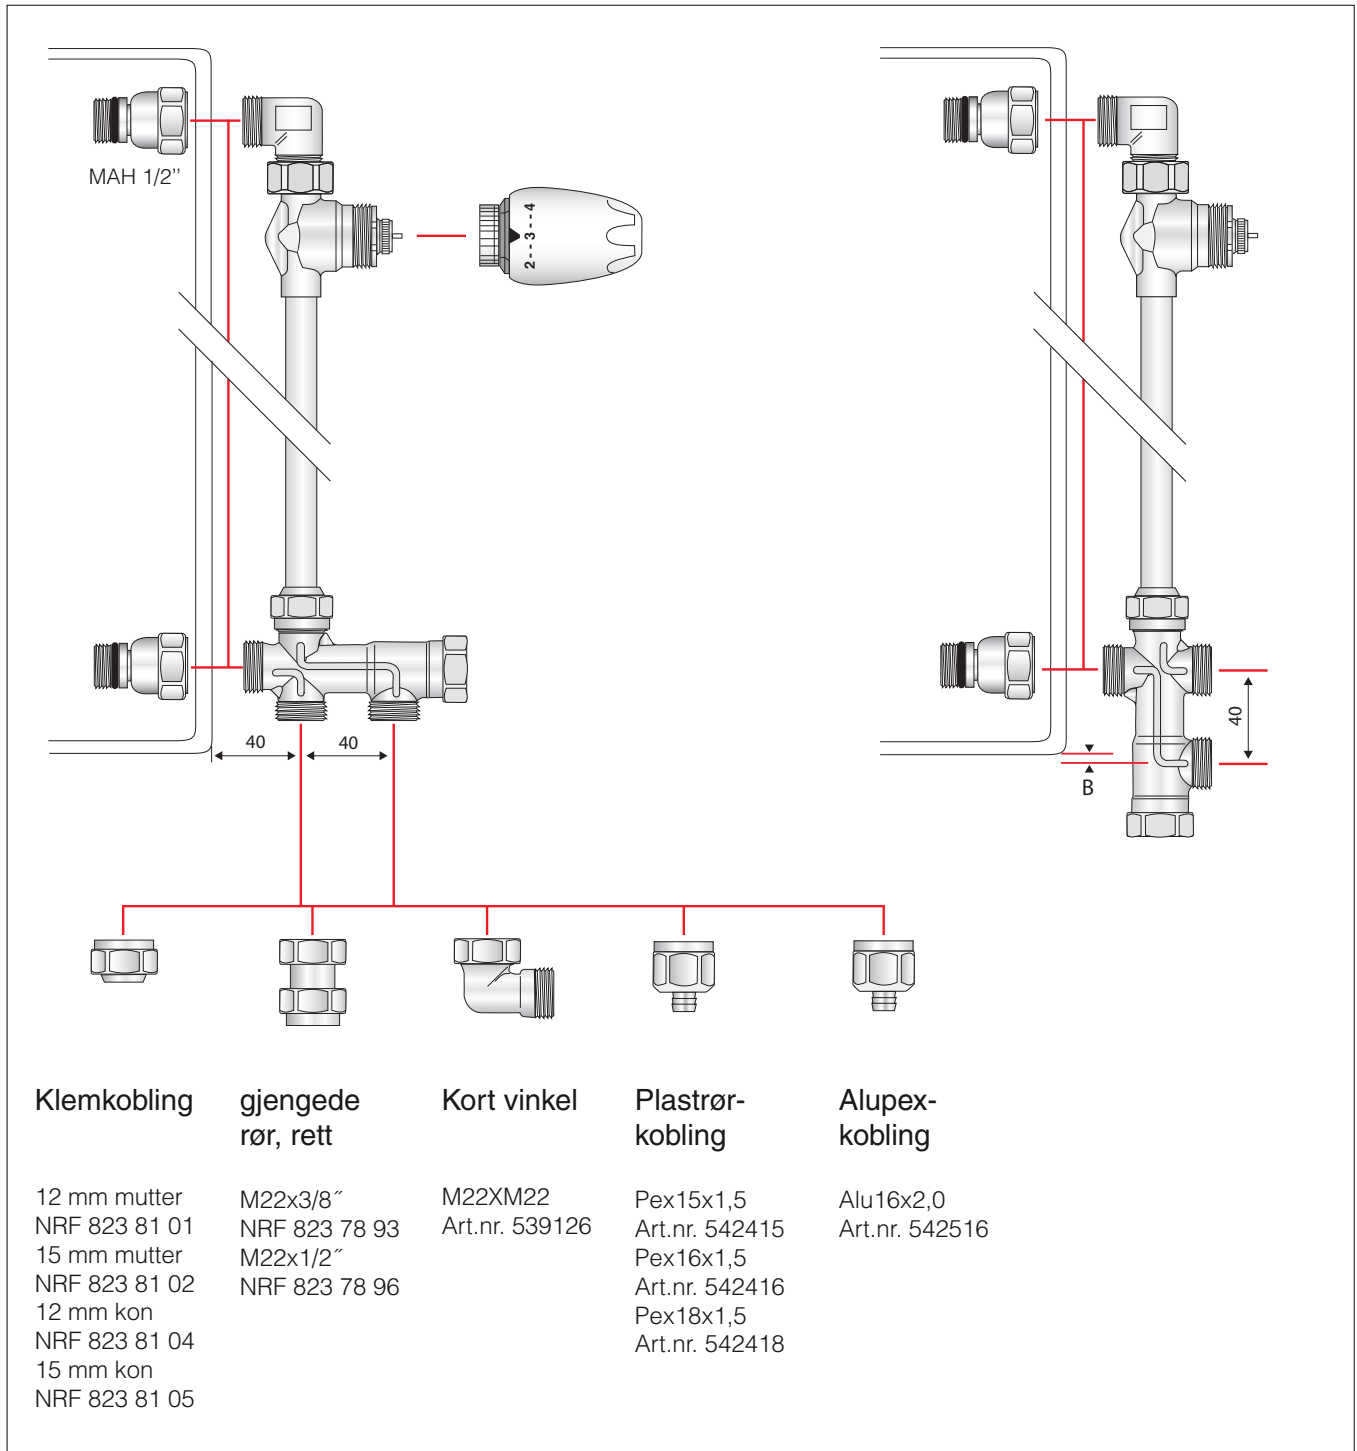 MAH 1/2’’
2--3--4
40
40
40
B
Klemkobling
12 mm mutter
NRF 823 81 01
15 mm mutter
NRF 823 81 02
12 mm kon
NRF 823 81 04
15 mm kon
NRF 823 81 05
gjengede
rør, rett
M22x3/8˝
NRF 823 78 93
M22x1/2˝
NRF 823 78 96
Kort vinkel
M22XM22
Art.nr. 539126
Plastrør-
kobling
Pex15x1,5
Art.nr. 542415
Pex16x1,5
Art.nr. 542416
Pex18x1,5
Art.nr. 542418
Alupex-
kobling
Alu16x2,0
Art.nr. 542516